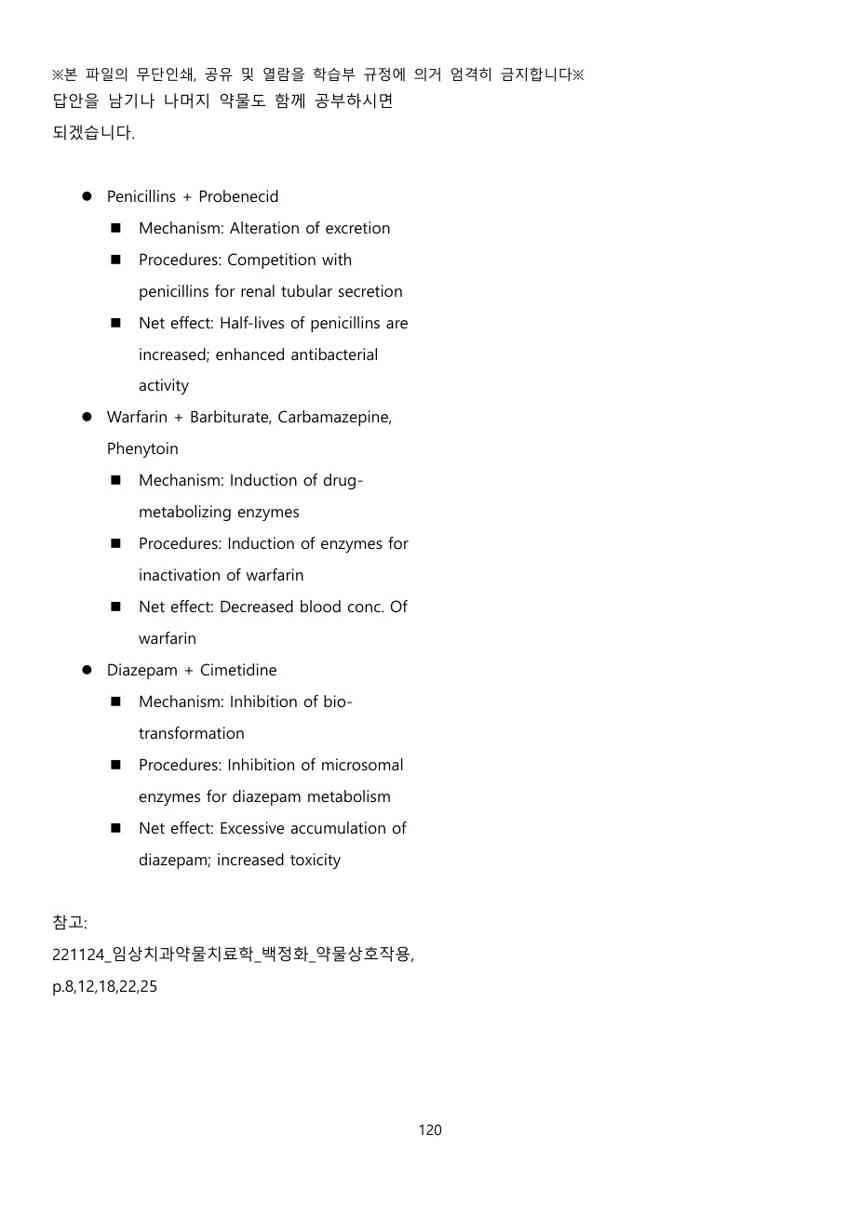 ※본 파일의 무단인쇄, 공유 및 열람을 학습부 규정에 의거 엄격히 금지합니다※
답안을 남기나 나머지 약물도 함께 공부하시면
되겠습니다.
● Penicillins + Probenecid
■ Mechanism: Alteration of excretion
■ Procedures: Competition with
penicillins for renal tubular secretion
■ Net effect: Half-lives of penicillins are
increased; enhanced antibacterial
activity
● Warfarin + Barbiturate, Carbamazepine,
Phenytoin
■ Mechanism: Induction of drug-
metabolizing enzymes
■ Procedures: Induction of enzymes for
inactivation of warfarin
■ Net effect: Decreased blood conc. Of
warfarin
● Diazepam + Cimetidine
■ Mechanism: Inhibition of bio-
transformation
■ Procedures: Inhibition of microsomal
enzymes for diazepam metabolism
■ Net effect: Excessive accumulation of
diazepam; increased toxicity
참고:
221124_임상치과약물치료학_백정화_약물상호작용,
p.8,12,18,22,25
120